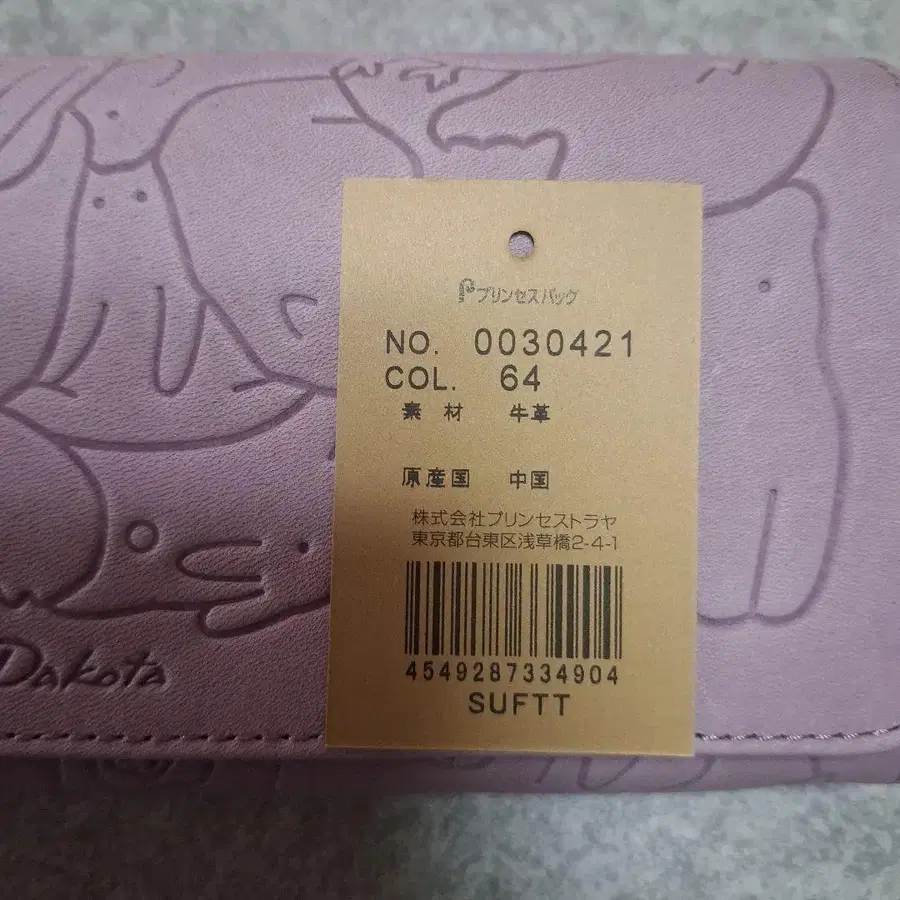 プリンセスバッグ
NO. 0030421
COL. 64
素材 牛革
原産国 中国
株式会社プリンセストラヤ
東京都台東区浅草橋2-4-1
4549287334904
SUFTT
Dakota